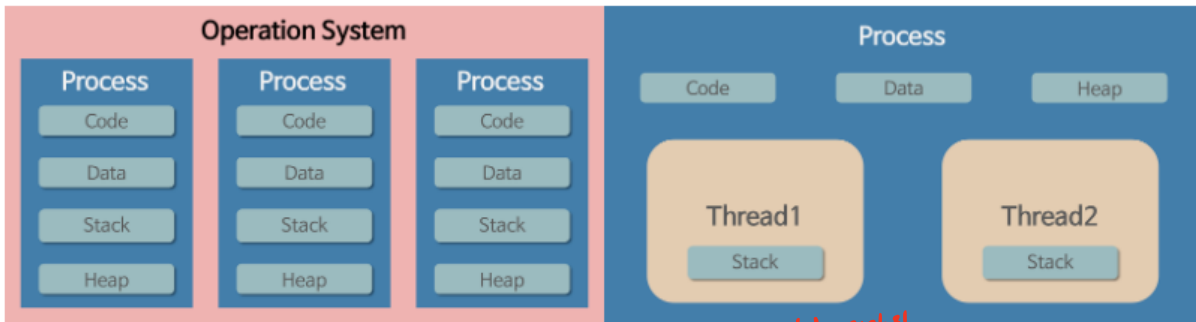 Operation System
Process Process Process
Code Code Code
Data Data Data
Stack Stack Stack
Heap Heap Heap
Process
Code Data Heap
Thread1 Thread2
Stack Stack